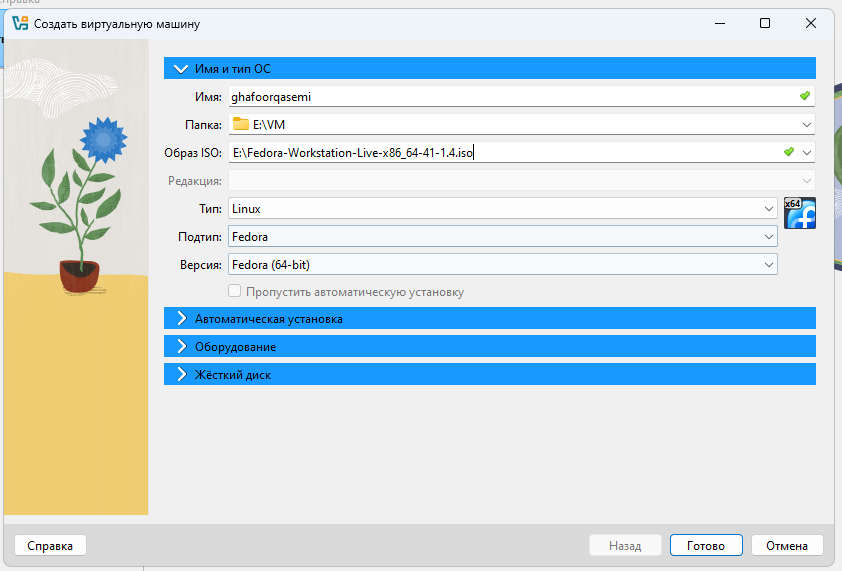 Создать виртуальную машину
Имя и тип ОС
Имя: ghafoorqasemi
Папка: E:\VM
Образ ISO: E:\Fedora-Workstation-Live-x86_64-41-1.4.iso
Редакция:
Тип: Linux
x64
Подтип: Fedora
Версия: Fedora (64-bit)
Пропустить автоматическую установку
Автоматическая установка
Оборудование
Жёсткий диск
Справка Назад Готово Отмена